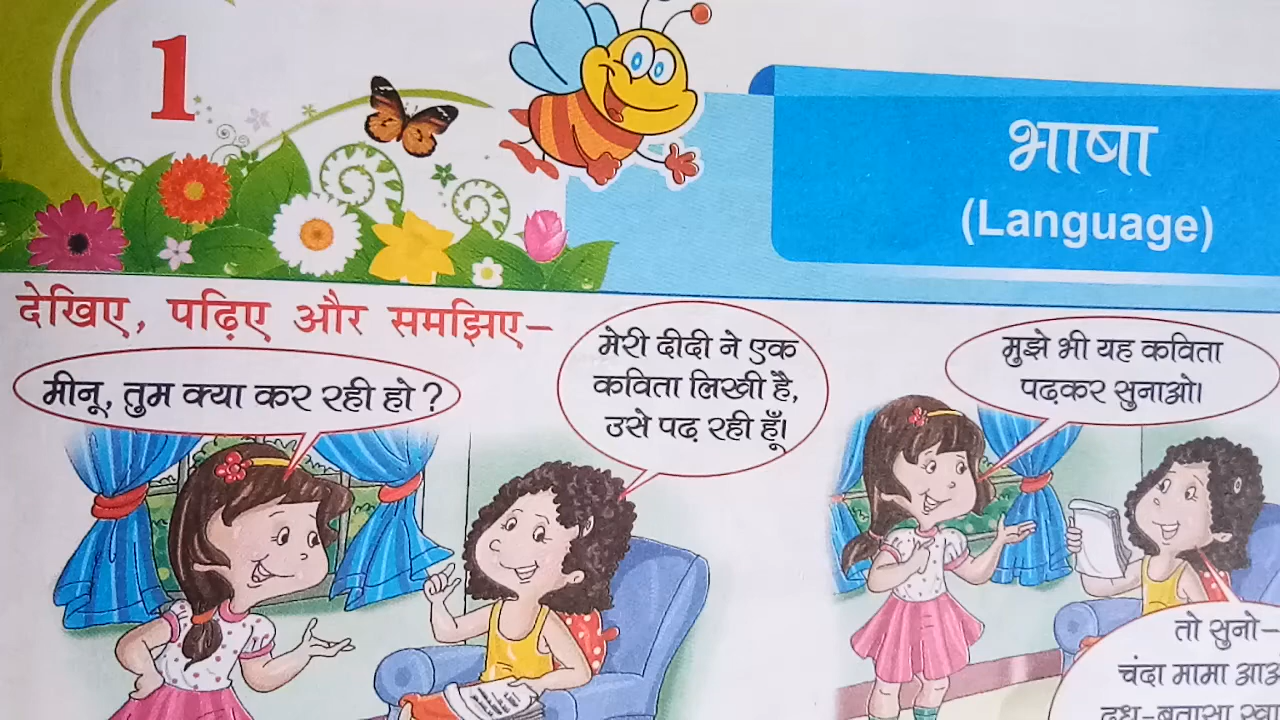 1
भाषा
(Language)
देखिए, पढ़िए और समझिए–
मीनू, तुम क्या कर रही हो ?
मेरी दीदी ने एक
कविता लिखी है,
उसे पढ़ रही हूँ।
मुझे भी यह कविता
पढ़कर सुनाओ।
तो सुनो–
चंदा मामा